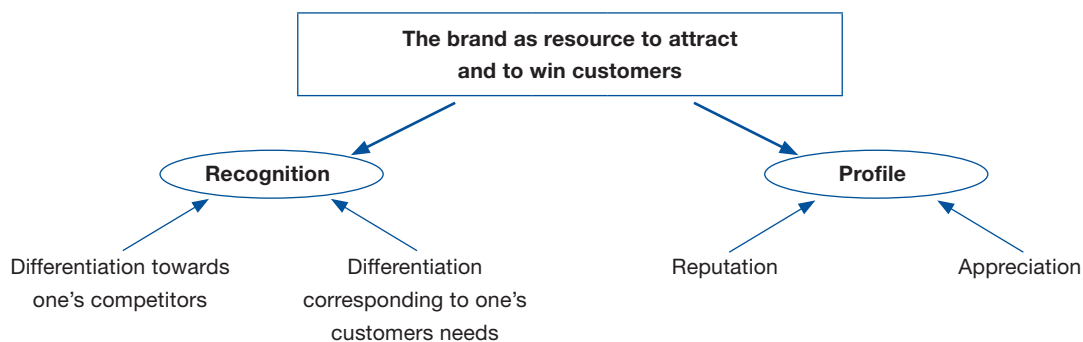 The brand as resource to attract
and to win customers
Recognition
Profile
Differentiation towards
one's competitors
Differentiation
corresponding to one's
customers needs
Reputation
Appreciation